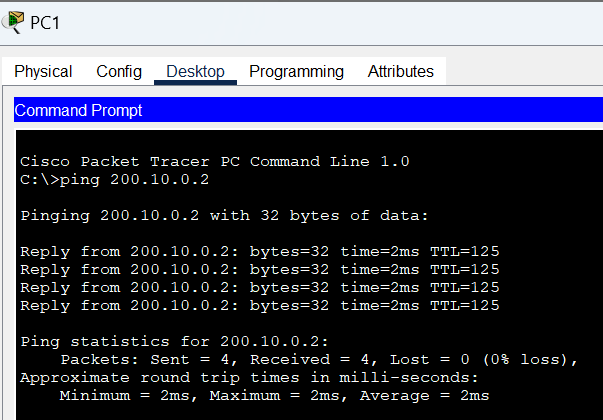 PC1
Physical Config Desktop Programming Attributes
Command Prompt
Cisco Packet Tracer PC Command Line 1.0
C:\>ping 200.10.0.2
Pinging 200.10.0.2 with 32 bytes of data:
Reply from 200.10.0.2: bytes=32 time=2ms TTL=125
Reply from 200.10.0.2: bytes=32 time=2ms TTL=125
Reply from 200.10.0.2: bytes=32 time=2ms TTL=125
Reply from 200.10.0.2: bytes=32 time=2ms TTL=125
Ping statistics for 200.10.0.2:
Packets: Sent = 4, Received = 4, Lost = 0 (0% loss),
Approximate round trip times in milli-seconds:
Minimum = 2ms, Maximum = 2ms, Average = 2ms